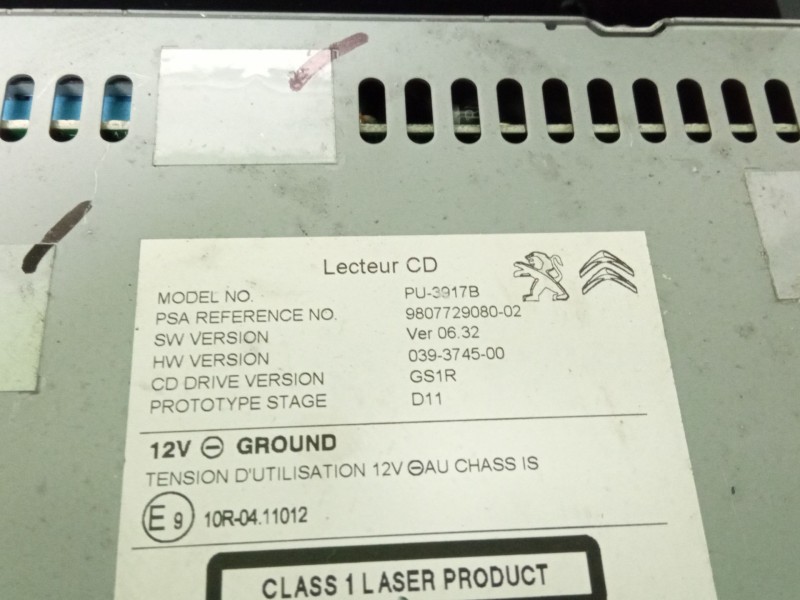 Lecteur CD
MODEL NO. PU-3917B
PSA REFERENCE NO. 9807729080-02
SW VERSION Ver 06.32
HW VERSION 039-3745-00
CD DRIVE VERSION GS1R
PROTOTYPE STAGE D11
12V ⊖ GROUND
TENSION D'UTILISATION 12V ⊖AU CHASS IS
E 9 10R-04.11012
CLASS 1 LASER PRODUCT